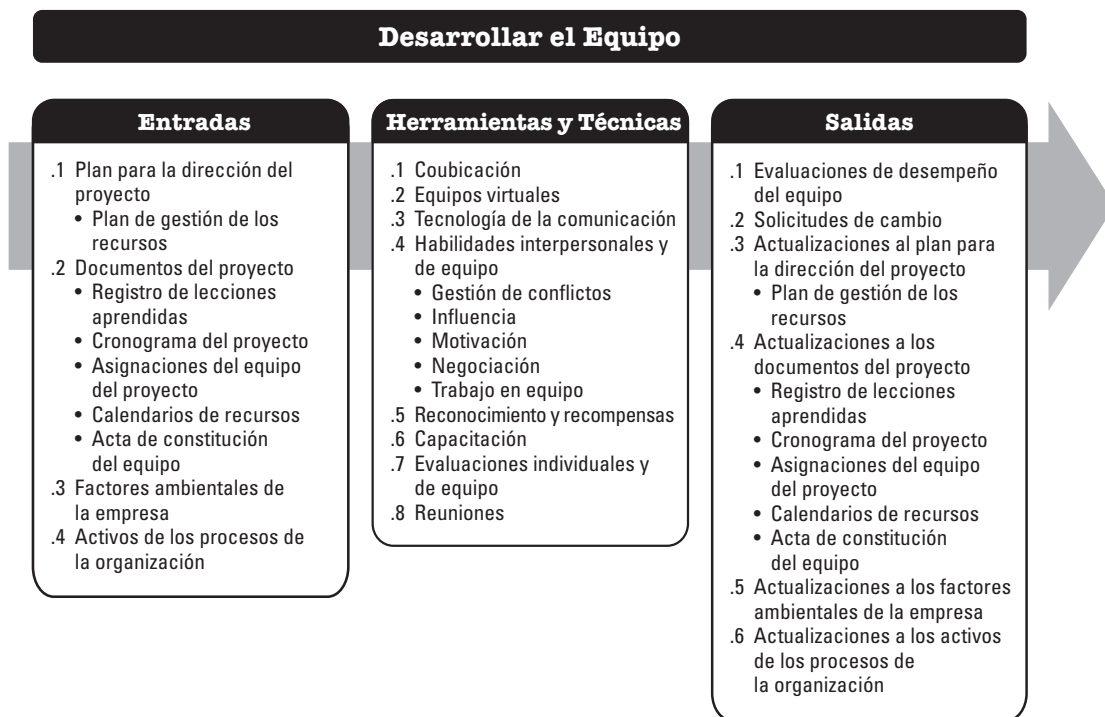 Desarrollar el Equipo
Entradas
.1 Plan para la dirección del
proyecto
• Plan de gestión de los
recursos
.2 Documentos del proyecto
• Registro de lecciones
aprendidas
• Cronograma del proyecto
• Asignaciones del equipo
del proyecto
• Calendarios de recursos
• Acta de constitución
del equipo
.3 Factores ambientales de
la empresa
.4 Activos de los procesos de
la organización
Herramientas y Técnicas
.1 Coubicación
.2 Equipos virtuales
.3 Tecnología de la comunicación
.4 Habilidades interpersonales y
de equipo
• Gestión de conflictos
• Influencia
• Motivación
• Negociación
• Trabajo en equipo
.5 Reconocimiento y recompensas
.6 Capacitación
.7 Evaluaciones individuales y
de equipo
.8 Reuniones
Salidas
.1 Evaluaciones de desempeño
del equipo
.2 Solicitudes de cambio
.3 Actualizaciones al plan para
la dirección del proyecto
• Plan de gestión de los
recursos
.4 Actualizaciones a los
documentos del proyecto
• Registro de lecciones
aprendidas
• Cronograma del proyecto
• Asignaciones del equipo
del proyecto
• Calendarios de recursos
• Acta de constitución
del equipo
.5 Actualizaciones a los factores
ambientales de la empresa
.6 Actualizaciones a los activos
de los procesos de
la organización